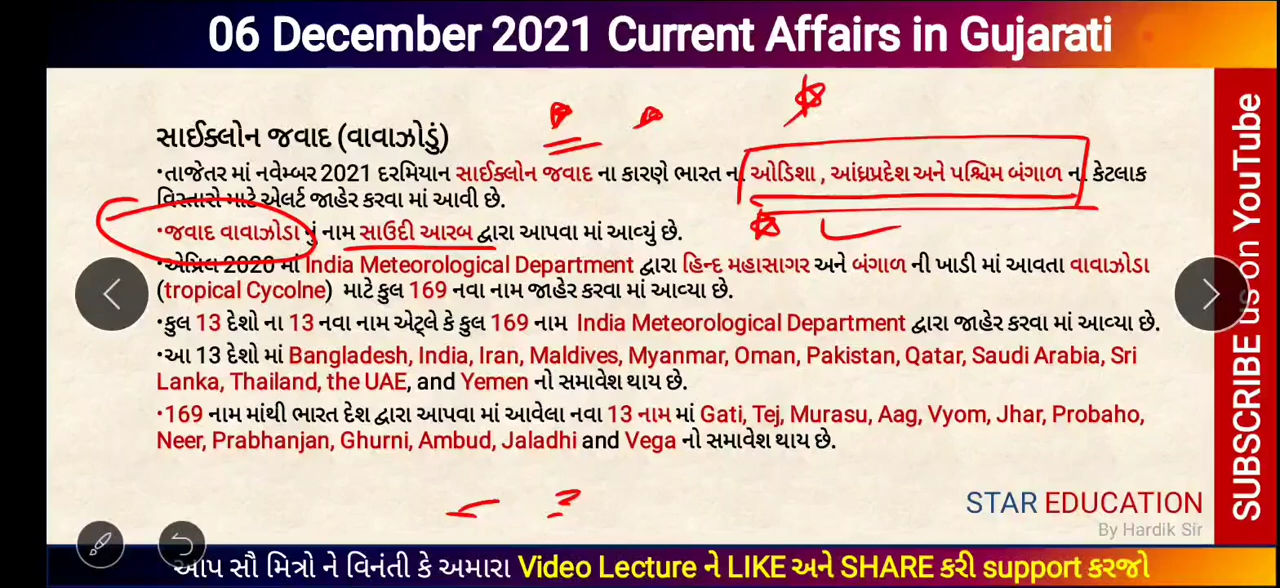 06 December 2021 Current Affairs in Gujarati
સાઈક્લોન જવાદ (વાવાઝોડું)
•તાજેતર માં નવેમ્બર 2021 દરમિયાન સાઈક્લોન જવાદ ના કારણે ભારત ના ઓડિશા , આંધ્રપ્રદેશ અને પશ્ચિમ બંગાળ ના કેટલાક
વિસ્તારો માટે એલર્ટ જાહેર કરવા માં આવી છે.
•જવાદ વાવાઝોડા નું નામ સાઉદી આરબ દ્વારા આપવા માં આવ્યું છે.
•એપ્રિલ 2020 માં India Meteorological Department દ્વારા હિન્દ મહાસાગર અને બંગાળ ની ખાડી માં આવતા વાવાઝોડા
(tropical Cycolne) માટે કુલ 169 નવા નામ જાહેર કરવા માં આવ્યા છે.
•કુલ 13 દેશો ના 13 નવા નામ એટ્લે કે કુલ 169 નામ India Meteorological Department દ્વારા જાહેર કરવા માં આવ્યા છે.
•આ 13 દેશો માં Bangladesh, India, Iran, Maldives, Myanmar, Oman, Pakistan, Qatar, Saudi Arabia, Sri
Lanka, Thailand, the UAE, and Yemen નો સમાવેશ થાય છે.
•169 નામ માંથી ભારત દેશ દ્વારા આપવા માં આવેલા નવા 13 નામ માં Gati, Tej, Murasu, Aag, Vyom, Jhar, Probaho,
Neer, Prabhanjan, Ghurni, Ambud, Jaladhi and Vega નો સમાવેશ થાય છે.
STAR EDUCATION
By Hardik Sir
SUBSCRIBE us on YouTube
આપ સૌ મિત્રો ને વિનંતી કે અમારા Video Lecture ને LIKE અને SHARE કરી support કરજો